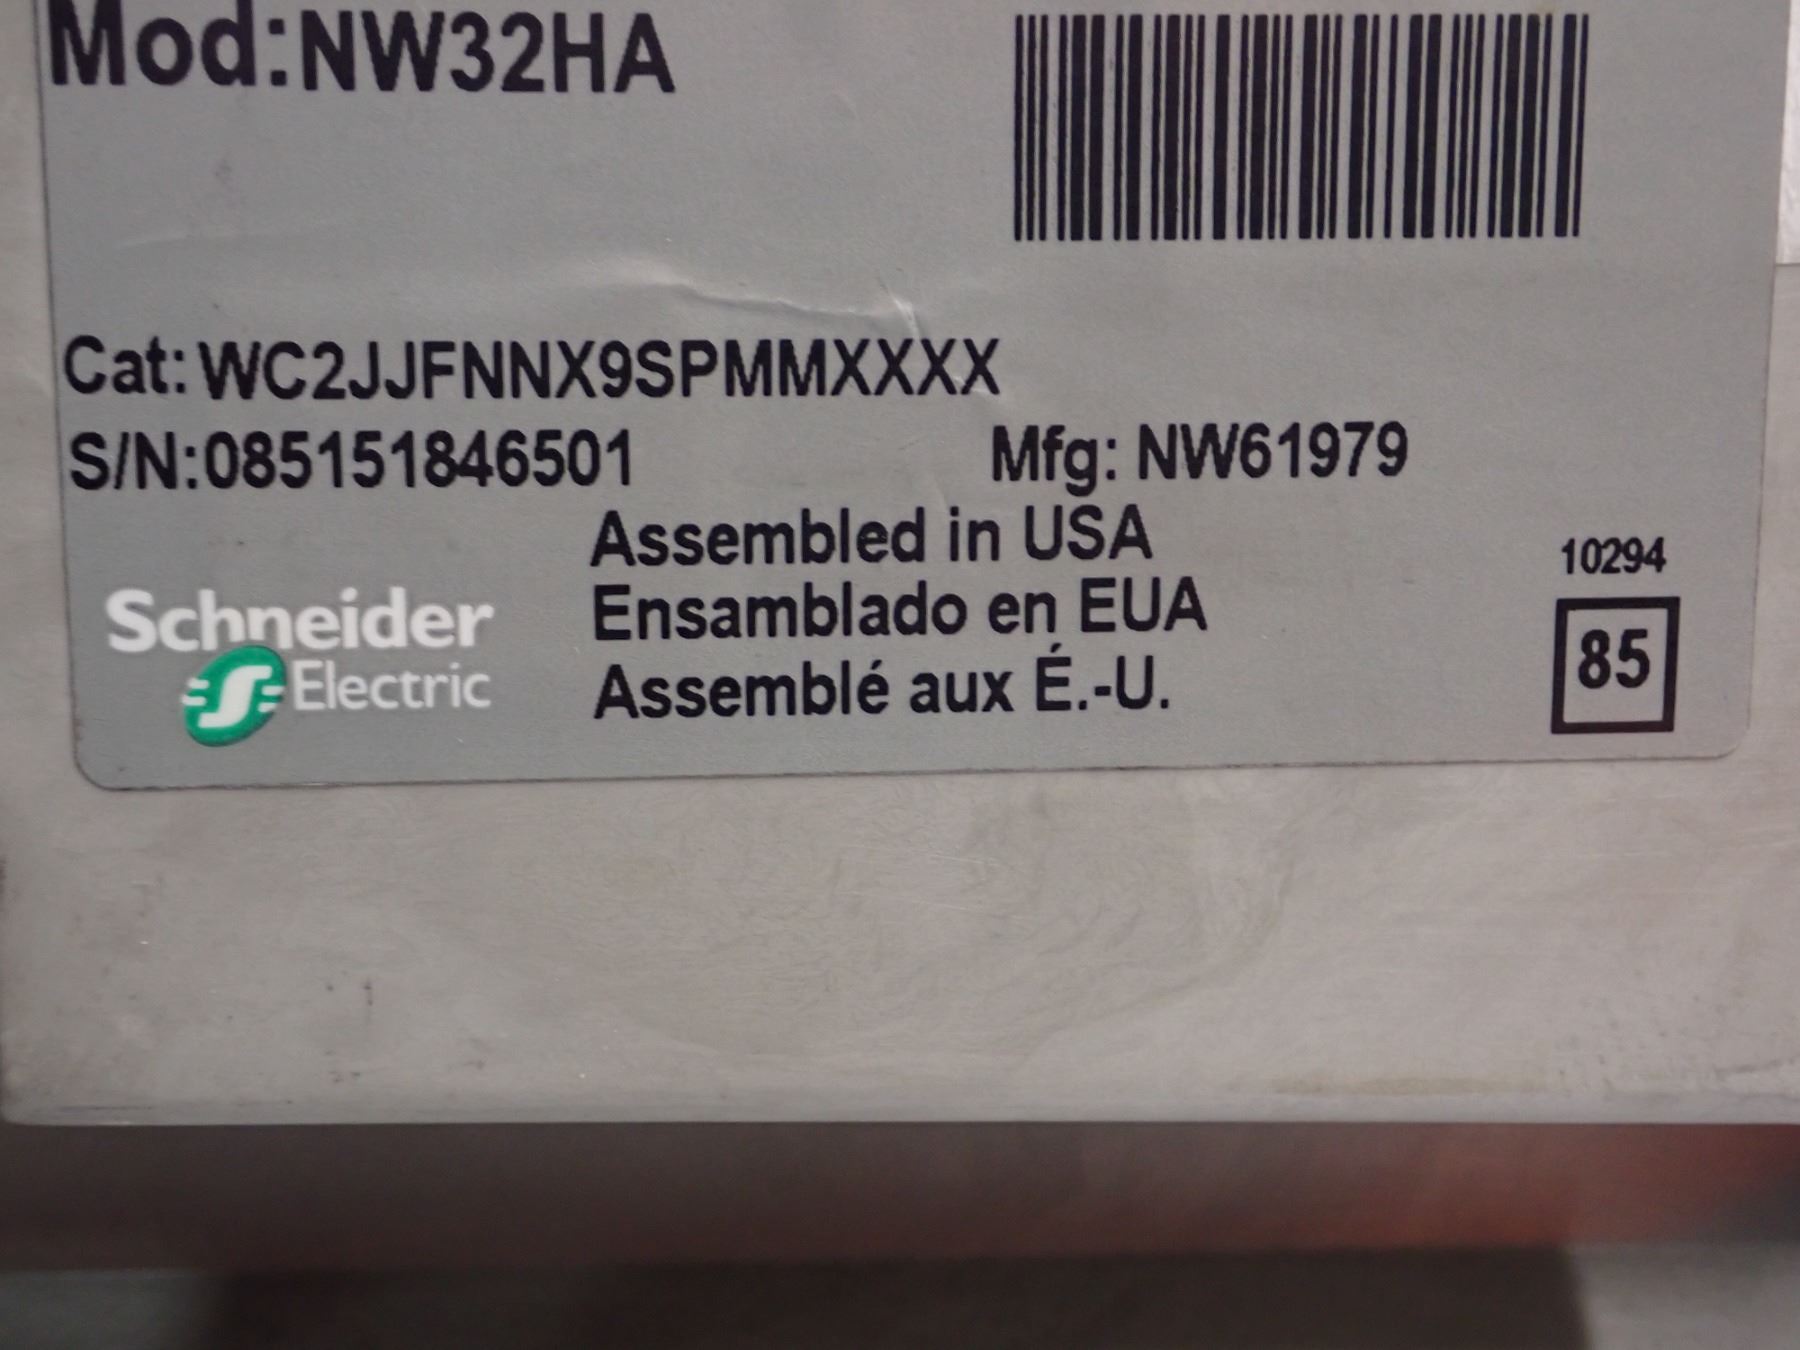 Mod:NW32HA
Cat: WC2JJFNNX9SPMMXXXX
S/N:085151846501
Mfg: NW61979
Assembled in USA
Ensamblado en EUA
Assemblé aux É.-U.
Schneider
Electric
10294
85